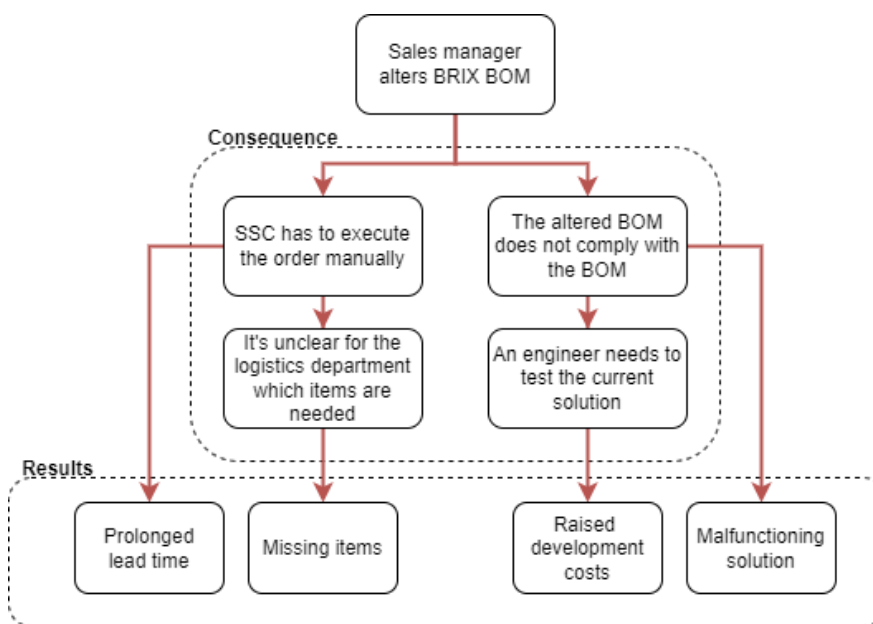 Sales manager
alters BRIX BOM
Consequence
SSC has to execute
the order manually
The altered BOM
does not comply with
the BOM
It's unclear for the
logistics department
which items are
needed
An engineer needs to
test the current
solution
Results
Prolonged
lead time
Missing items
Raised
development
costs
Malfunctioning
solution